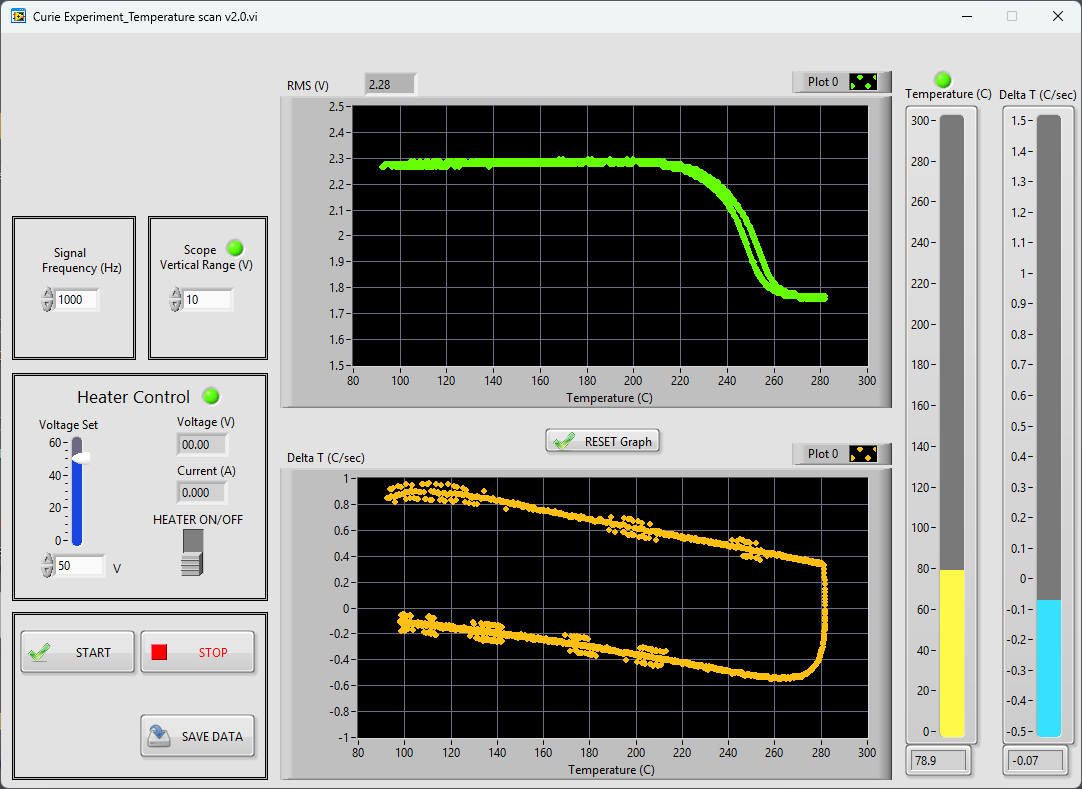 Curie Experiment_Temperature scan v2.0.vi
RMS (V)
2.28
Plot 0
2.5
2.4
2.3
2.2
2.1
2
1.9
1.8
1.7
1.6
1.5
80 100 120 140 160 180 200 220 240 260 280 300
Temperature (C)
Signal
Frequency (Hz)
1000
Scope
Vertical Range (V)
10
Heater Control
Voltage Set
60
40
20
0
50
V
Voltage (V)
00.00
Current (A)
0.000
HEATER ON/OFF
START
STOP
SAVE DATA
RESET Graph
Delta T (C/sec)
Plot 0
1
0.8
0.6
0.4
0.2
0
-0.2
-0.4
-0.6
-0.8
-1
80 100 120 140 160 180 200 220 240 260 280 300
Temperature (C)
Temperature (C)
300
280
260
240
220
200
180
160
140
120
100
80
60
40
20
0
78.9
Delta T (C/sec)
1.5
1.4
1.3
1.2
1.1
1
0.9
0.8
0.7
0.6
0.5
0.4
0.3
0.2
0.1
0
-0.1
-0.2
-0.3
-0.4
-0.5
-0.07